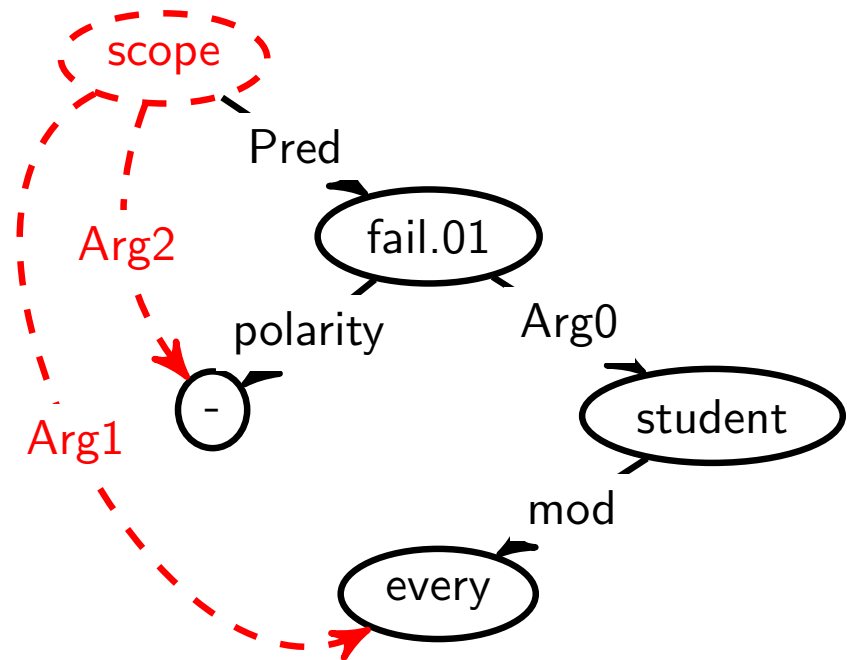 scope
Pred
fail.01
Arg2
polarity
Arg0
-
student
Arg1
mod
every